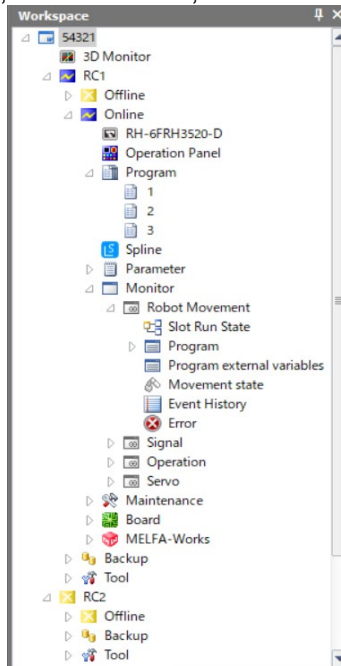 Workspace
54321
3D Monitor
RC1
Offline
Online
RH-6FRH3520-D
Operation Panel
Program
1
2
3
Spline
Parameter
Monitor
Robot Movement
Slot Run State
Program
Program external variables
Movement state
Event History
Error
Signal
Operation
Servo
Maintenance
Board
MELFA-Works
Backup
Tool
RC2
Offline
Backup
Tool